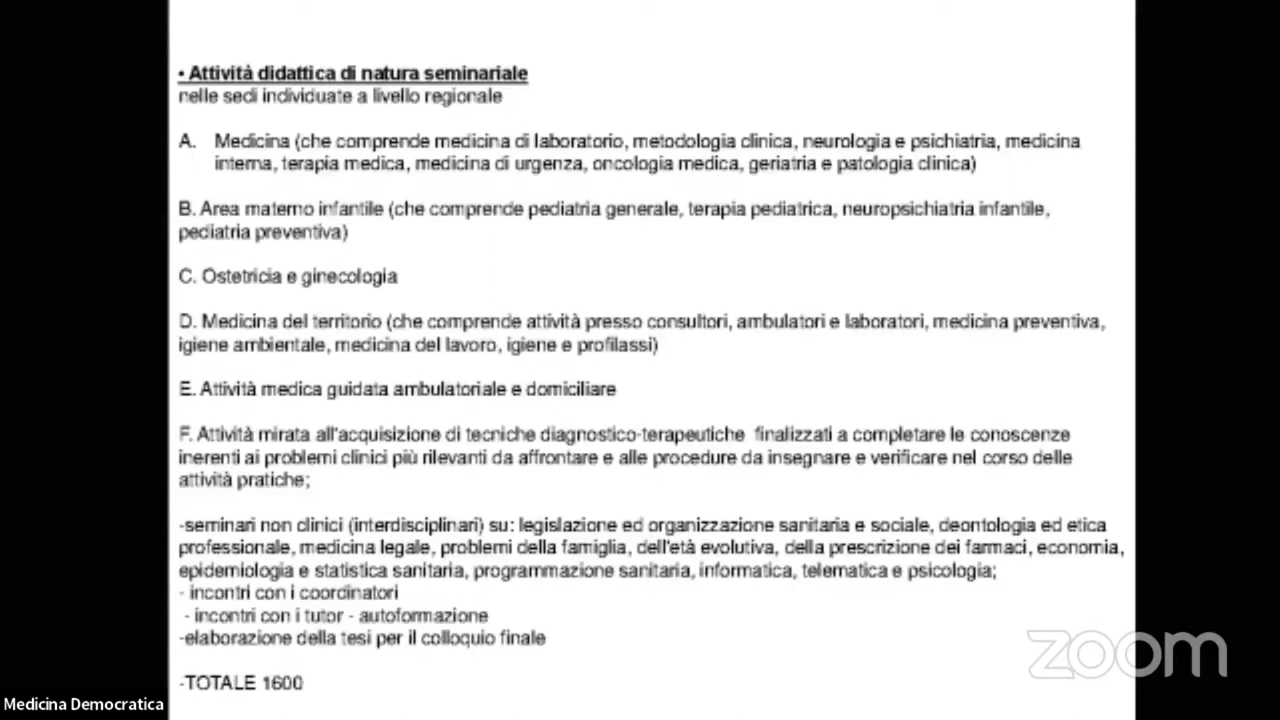 • Attività didattica di natura seminariale
nelle sedi individuate a livello regionale
A. Medicina (che comprende medicina di laboratorio, metodologia clinica, neurologia e psichiatria, medicina
interna, terapia medica, medicina di urgenza, oncologia medica, geriatria e patologia clinica)
B. Area materno infantile (che comprende pediatria generale, terapia pediatrica, neuropsichiatria infantile,
pediatria preventiva)
C. Ostetricia e ginecologia
D. Medicina del territorio (che comprende attività presso consultori, ambulatori e laboratori, medicina preventiva,
igiene ambientale, medicina del lavoro, igiene e profilassi)
E. Attività medica guidata ambulatoriale e domiciliare
F. Attività mirata all'acquisizione di tecniche diagnostico-terapeutiche finalizzati a completare le conoscenze
inerenti ai problemi clinici più rilevanti da affrontare e alle procedure da insegnare e verificare nel corso delle
attività pratiche;
-seminari non clinici (interdisciplinari) su: legislazione ed organizzazione sanitaria e sociale, deontologia ed etica
professionale, medicina legale, problemi della famiglia, dell'età evolutiva, della prescrizione dei farmaci, economia,
epidemiologia e statistica sanitaria, programmazione sanitaria, informatica, telematica e psicologia;
- incontri con i coordinatori
- incontri con i tutor - autoformazione
-elaborazione della tesi per il colloquio finale
-TOTALE 1600
zoom
Medicina Democratica